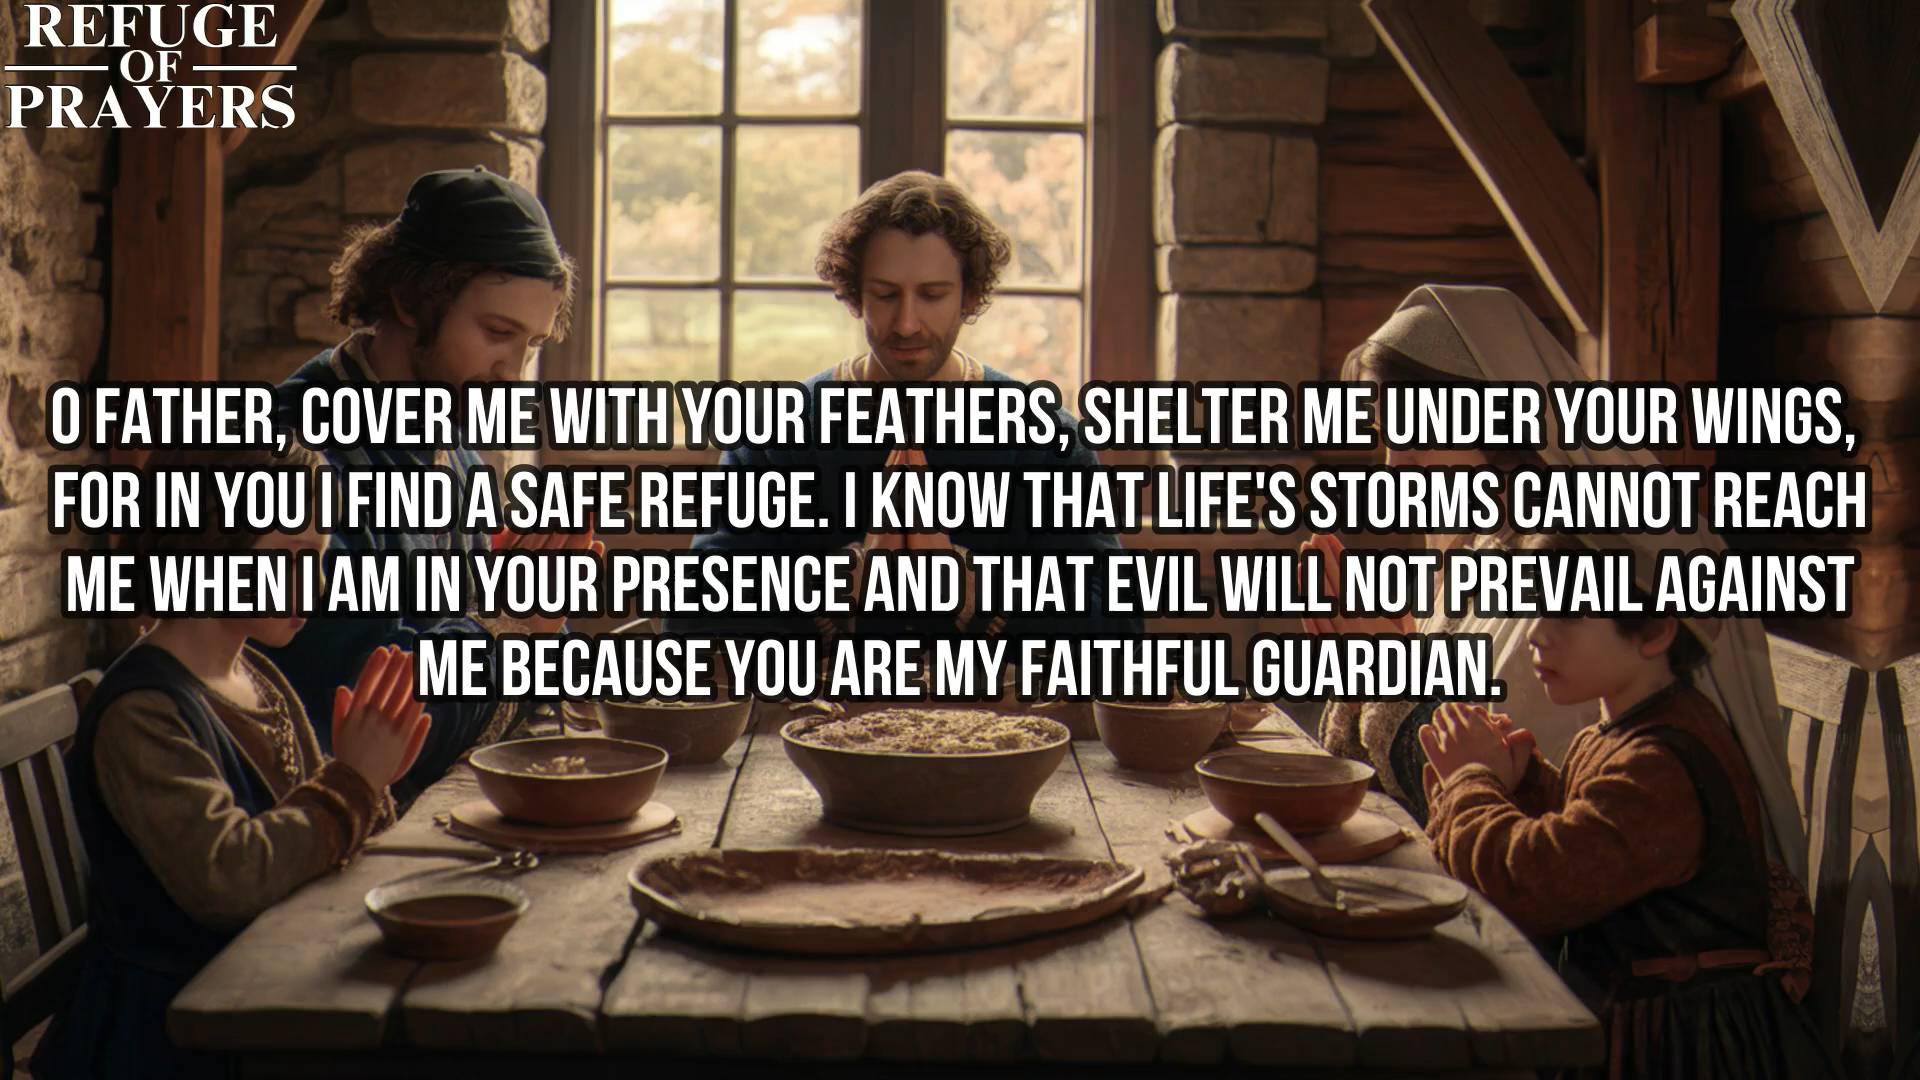 REFUGE
OF
PRAYERS
O FATHER, COVER ME WITH YOUR FEATHERS, SHELTER ME UNDER YOUR WINGS,
FOR IN YOU I FIND A SAFE REFUGE. I KNOW THAT LIFE'S STORMS CANNOT REACH
ME WHEN I AM IN YOUR PRESENCE AND THAT EVIL WILL NOT PREVAIL AGAINST
ME BECAUSE YOU ARE MY FAITHFUL GUARDIAN.